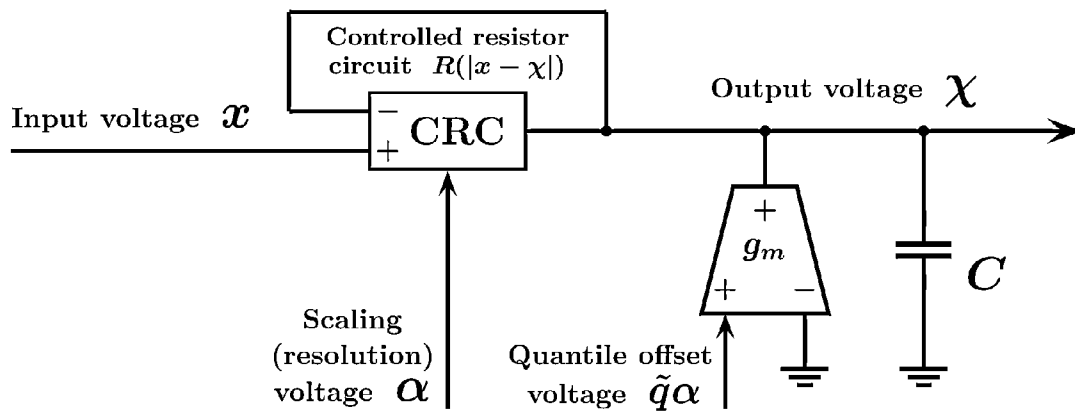 Controlled resistor
circuit R(|x − χ|)
Input voltage x
−
+
CRC
Output voltage χ
+
g_m
+ −
C
Scaling
(resolution)
voltage α
Quantile offset
voltage q̃α